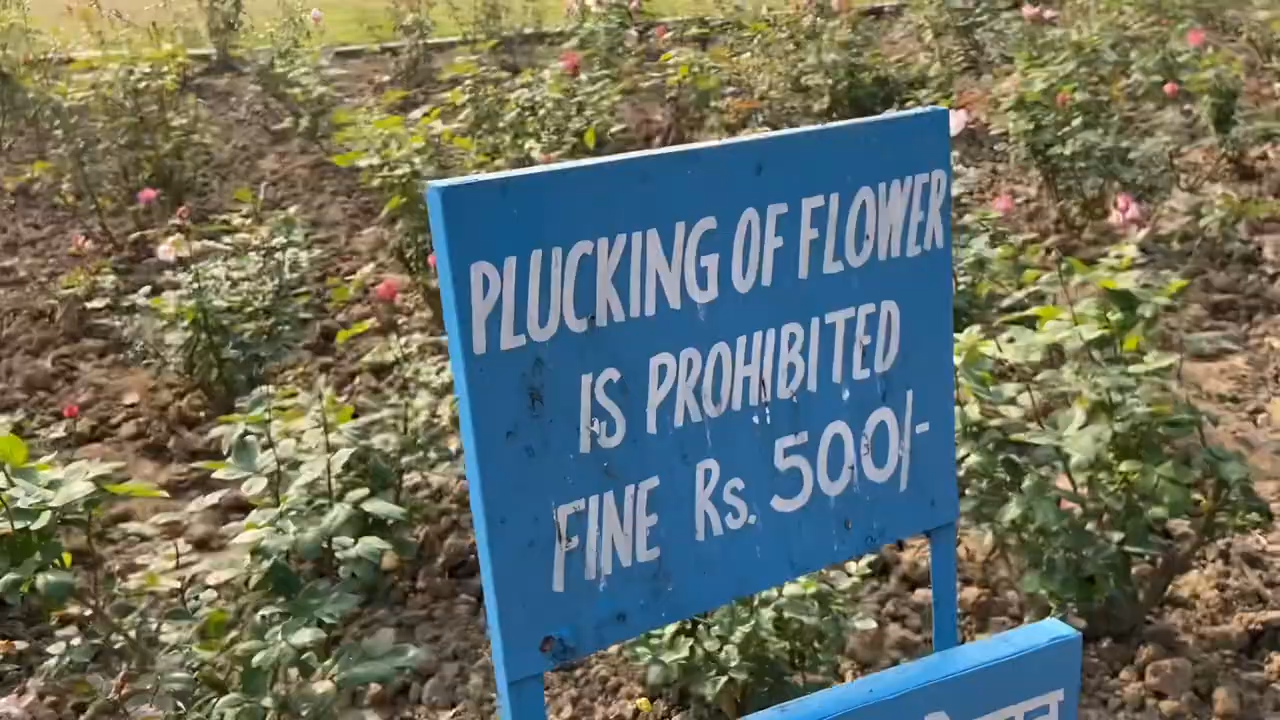 PLUCKING OF FLOWER
IS PROHIBITED
FINE Rs. 500/-